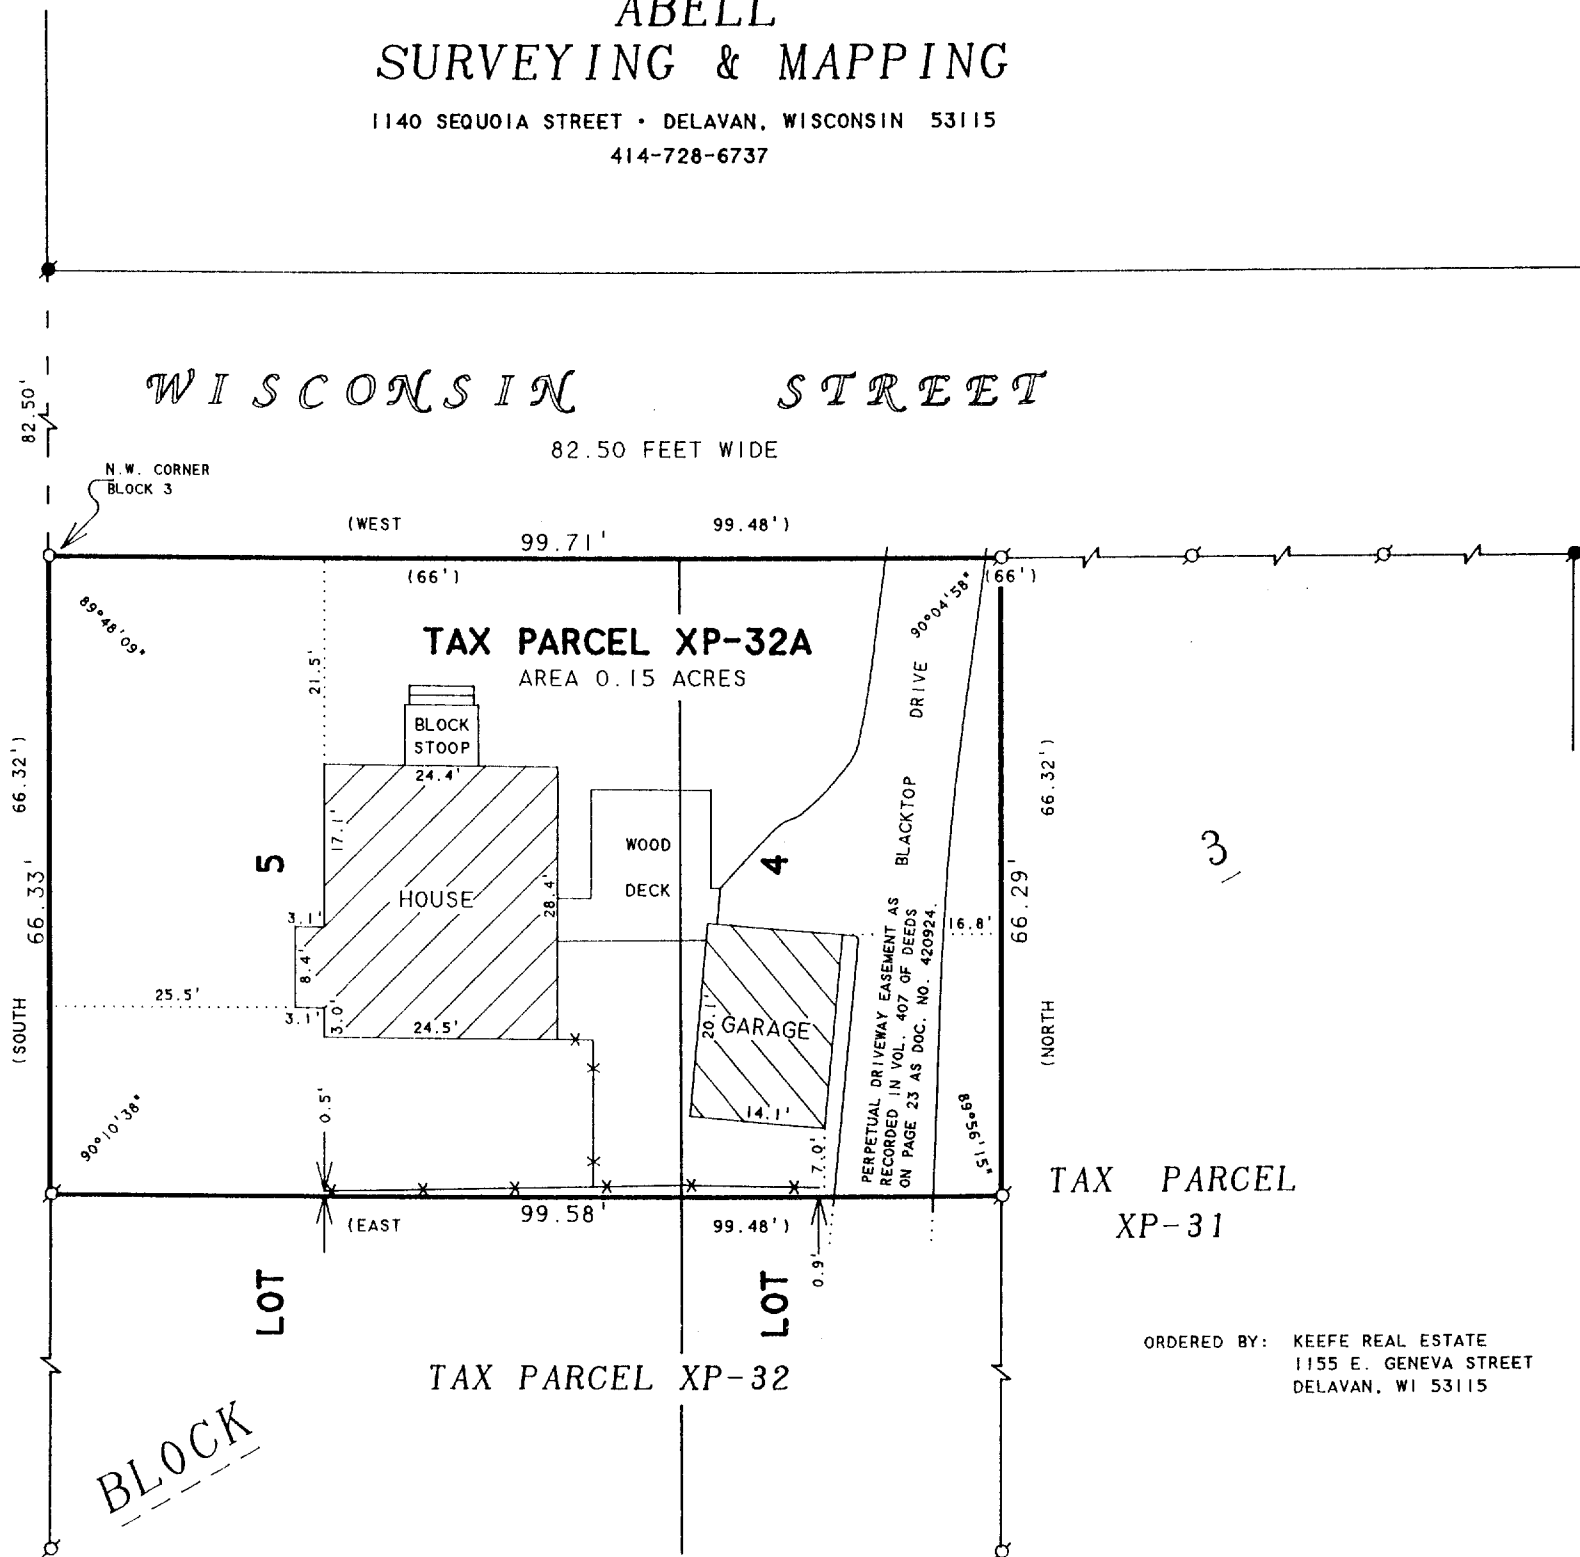 ABELL
SURVEYING & MAPPING
1140 SEQUOIA STREET • DELAVAN, WISCONSIN 53115
414-728-6737
82.50'
WISCONSIN STREET
82.50 FEET WIDE
N.W. CORNER
BLOCK 3
(WEST 99.48')
99.71'
(66')
(66')
89°48'09"
90°04'58"
TAX PARCEL XP-32A
AREA 0.15 ACRES
21.5'
BLOCK
STOOP
24.4'
17.1'
HOUSE
28.4'
3.1'
8.4'
3.1'
3.0'
24.5'
25.5'
WOOD
DECK
5
4
BLACKTOP DRIVE
PERPETUAL DRIVEWAY EASEMENT AS
RECORDED IN VOL. 407 OF DEEDS
ON PAGE 23 AS DOC. NO. 420924.
16.8'
20.1'
GARAGE
14.1'
7.0'
(SOUTH 66.32')
66.33'
(NORTH 66.32')
66.29'
3
90°10'38"
89°56'15"
0.5'
(EAST 99.48')
99.58'
0.9'
LOT
LOT
TAX PARCEL
XP-31
TAX PARCEL XP-32
ORDERED BY: KEEFE REAL ESTATE
1155 E. GENEVA STREET
DELAVAN, WI 53115
BLOCK